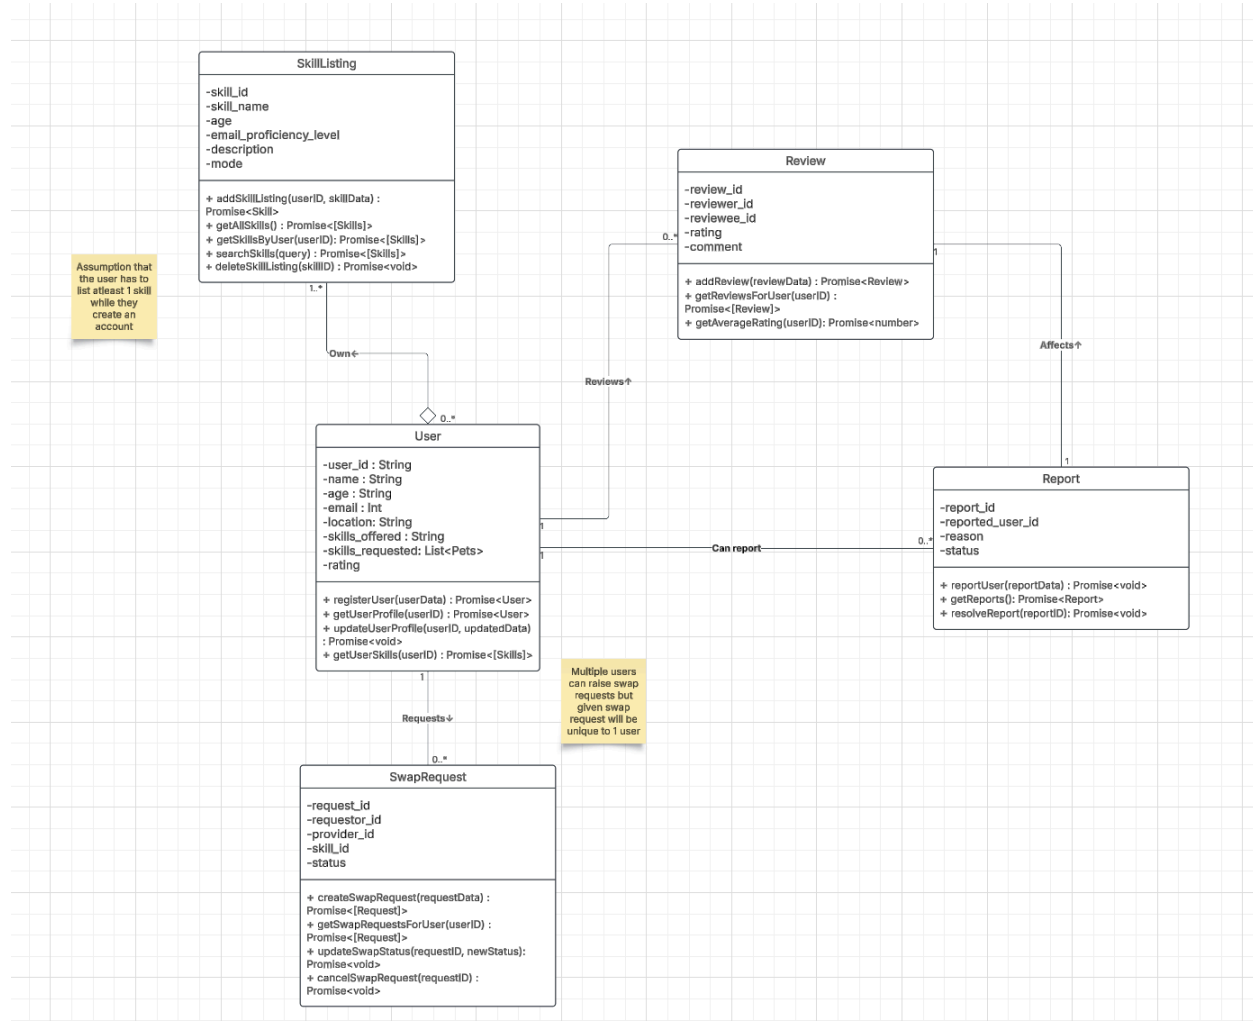 SkillListing
-skill_id
-skill_name
-age
-email_proficiency_level
-description
-mode
+ addSkillListing(userID, skillData) :
Promise<Skill>
+ getAllSkills() : Promise<[Skills]>
+ getSkillsByUser(userID): Promise<[Skills]>
+ searchSkills(query) : Promise<[Skills]>
+ deleteSkillListing(skillID) : Promise<void>
1..*
Assumption that
the user has to
list atleast 1 skill
while they
create an
account
Own←
0..*
Review
-review_id
-reviewer_id
-reviewee_id
-rating
-comment
+ addReview(reviewData) : Promise<Review>
+ getReviewsForUser(userID) :
Promise<[Review]>
+ getAverageRating(userID): Promise<number>
0..*
1
Reviews↑
Affects↑
1
User
-user_id : String
-name : String
-age : String
-email : Int
-location: String
-skills_offered : String
-skills_requested: List<Pets>
-rating
+ registerUser(userData) : Promise<User>
+ getUserProfile(userID) : Promise<User>
+ updateUserProfile(userID, updatedData)
: Promise<void>
+ getUserSkills(userID) : Promise<[Skills]>
1
1
Can report
0..*
Report
-report_id
-reported_user_id
-reason
-status
+ reportUser(reportData) : Promise<void>
+ getReports(): Promise<Report>
+ resolveReport(reportID): Promise<void>
1
Requests↓
0..*
Multiple users
can raise swap
requests but
given swap
request will be
unique to 1 user
SwapRequest
-request_id
-requestor_id
-provider_id
-skill_id
-status
+ createSwapRequest(requestData) :
Promise<[Request]>
+ getSwapRequestsForUser(userID) :
Promise<[Request]>
+ updateSwapStatus(requestID, newStatus):
Promise<void>
+ cancelSwapRequest(requestID) :
Promise<void>